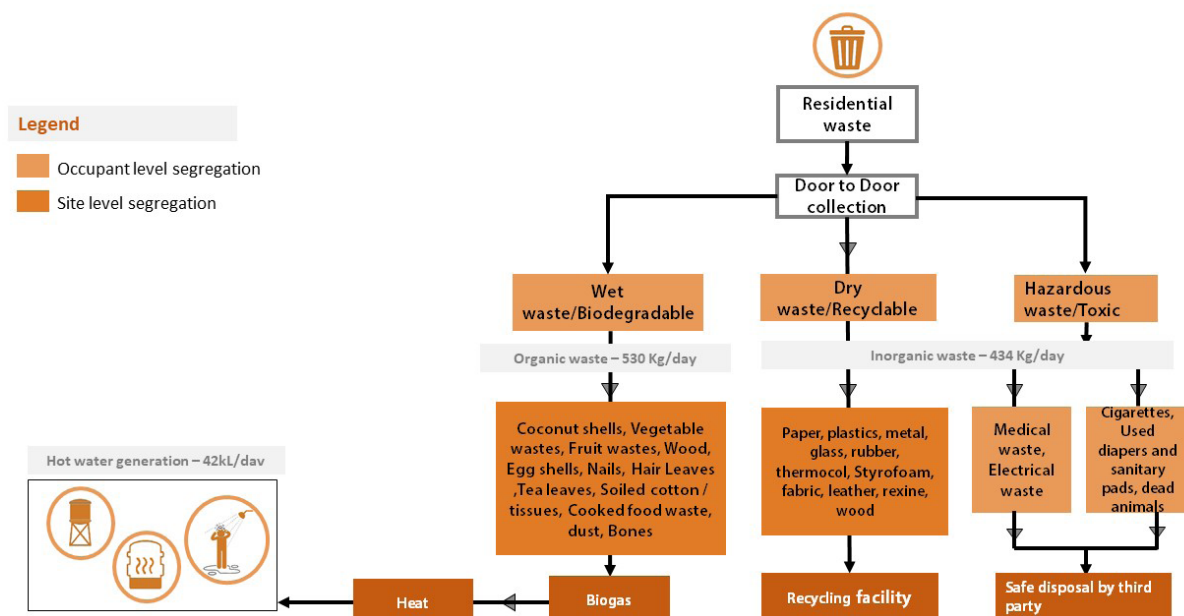 Residential
waste
Legend
Occupant level segregation
Site level segregation
Door to Door
collection
Wet
waste/Biodegradable
Dry
waste/Recyclable
Hazardous
waste/Toxic
Organic waste – 530 Kg/day
Inorganic waste – 434 Kg/day
Coconut shells, Vegetable
wastes, Fruit wastes, Wood,
Egg shells, Nails, Hair Leaves
,Tea leaves, Soiled cotton /
tissues, Cooked food waste,
dust, Bones
Paper, plastics, metal,
glass, rubber,
thermocol, Styrofoam,
fabric, leather, rexine,
wood
Medical
waste,
Electrical
waste
Cigarettes,
Used
diapers and
sanitary
pads, dead
animals
Hot water generation – 42kL/day
Heat
Biogas
Recycling facility
Safe disposal by third
party